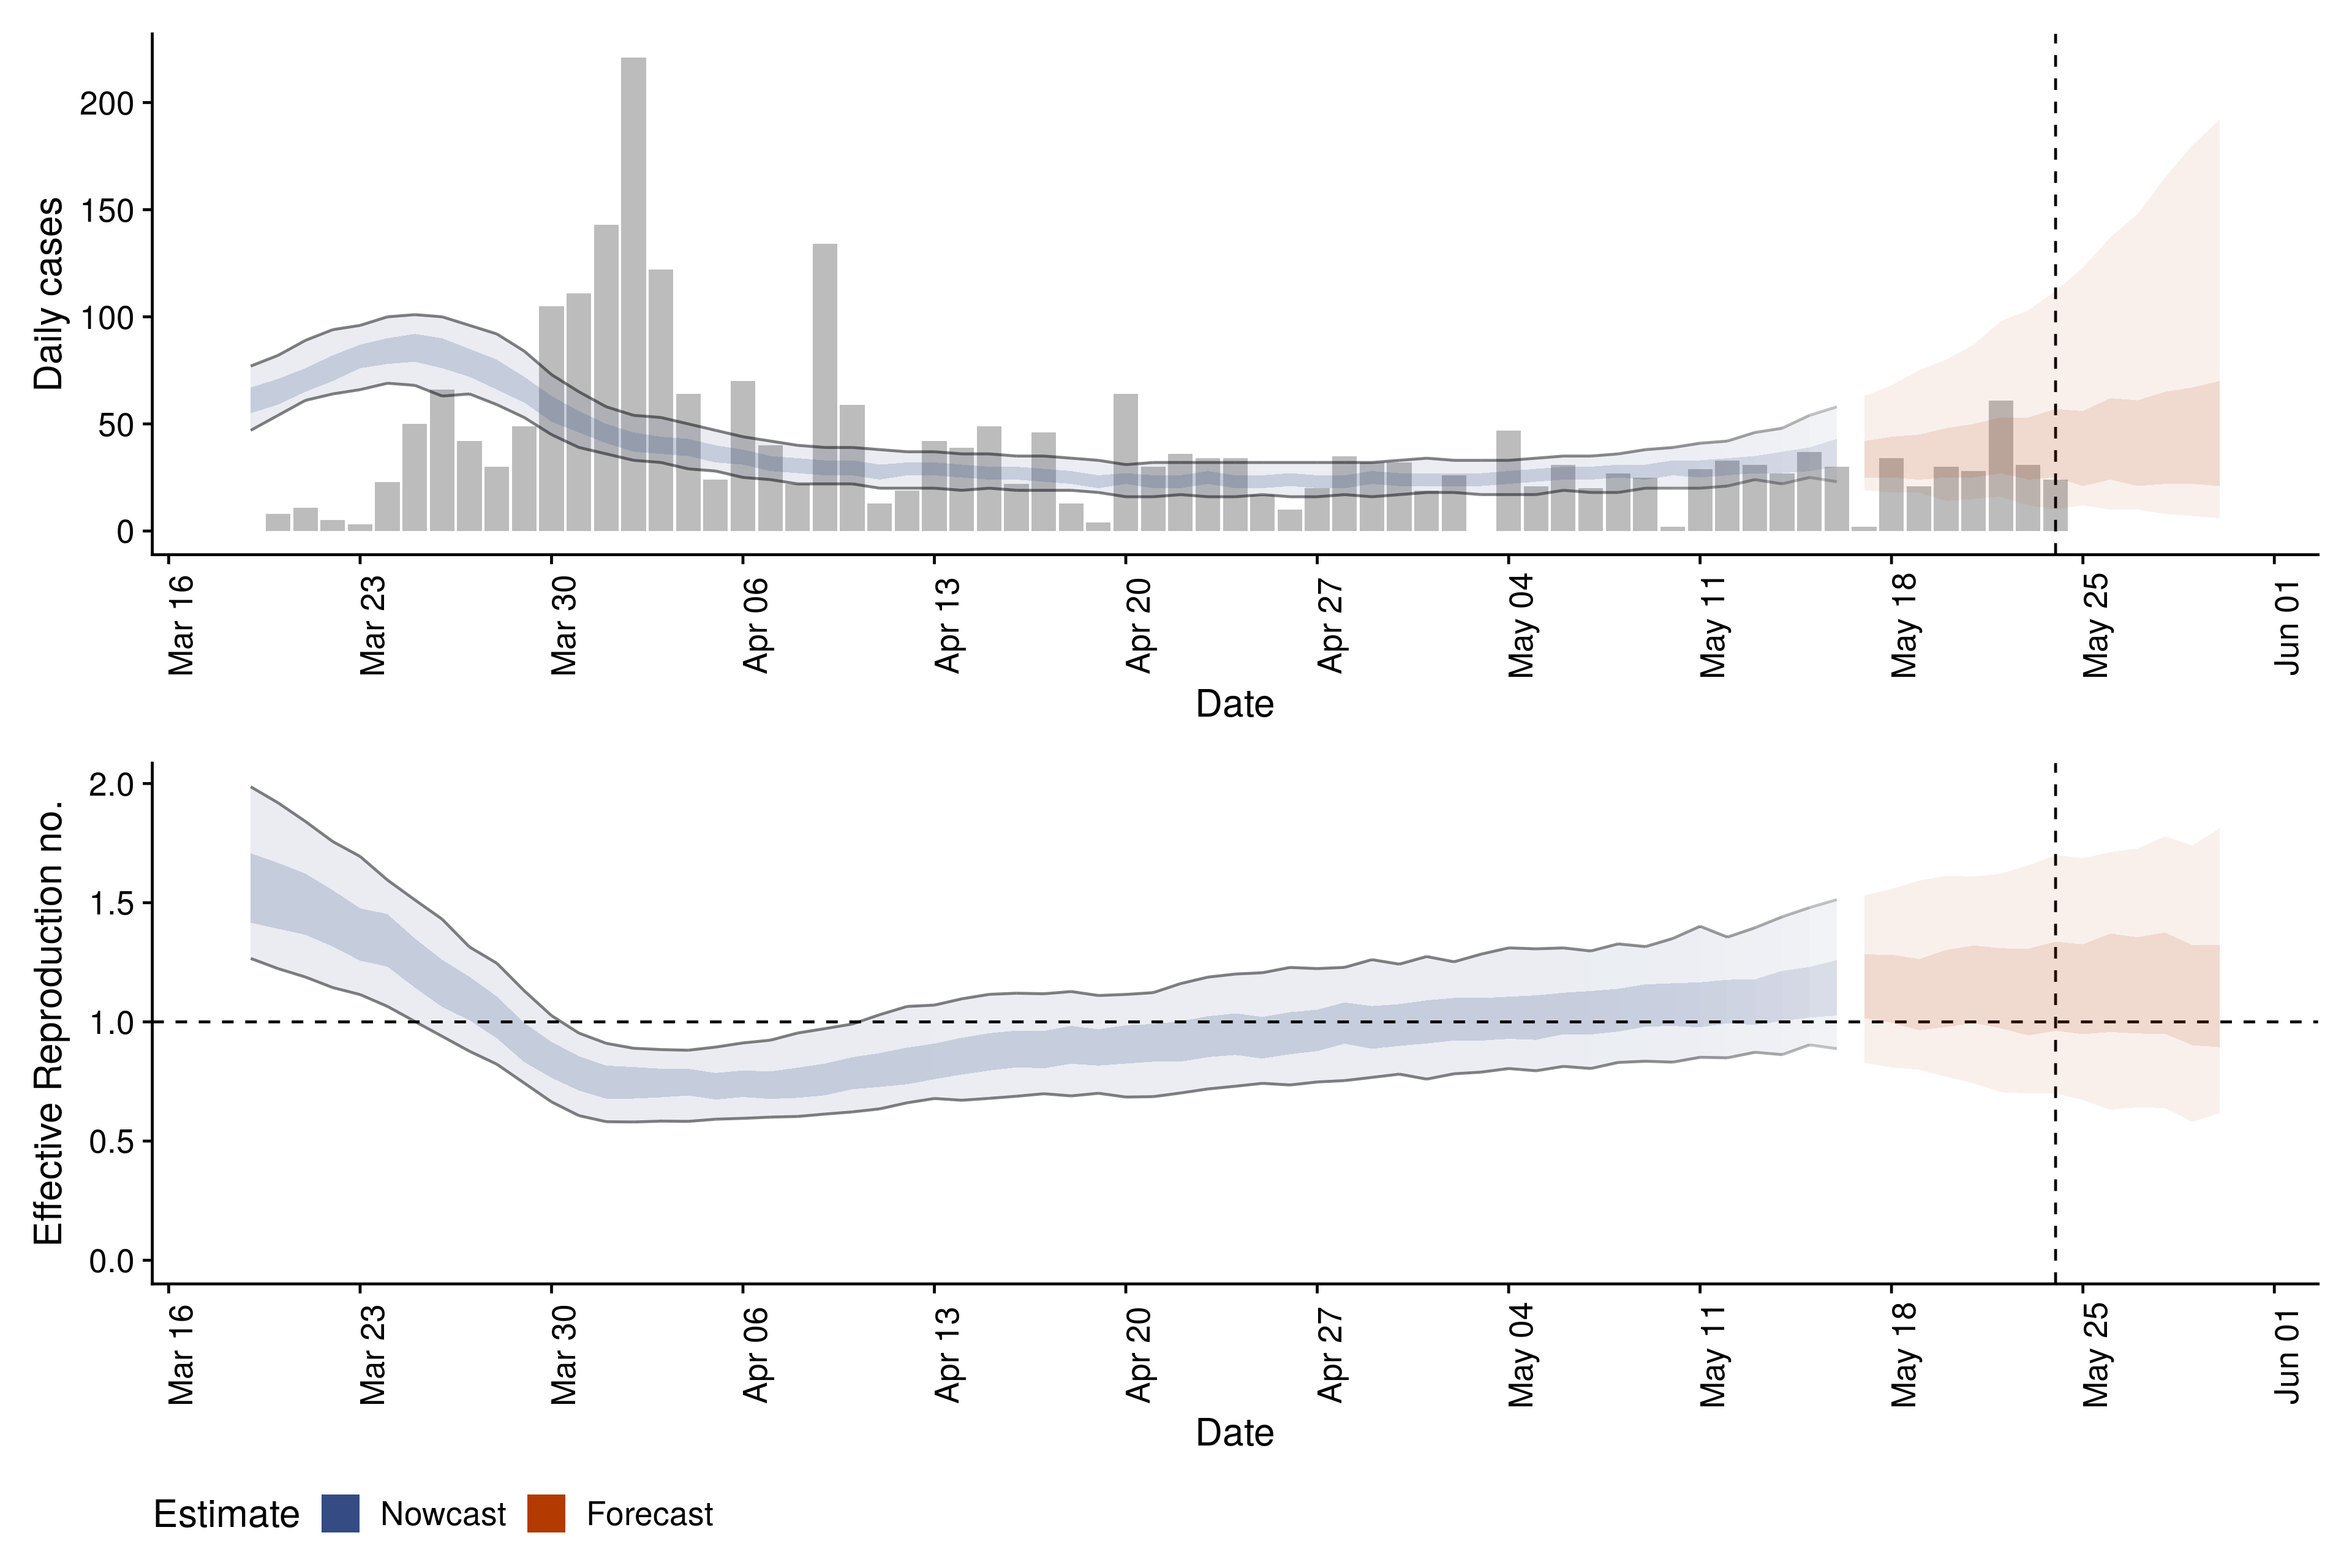 200
150
100
50
0
Daily cases
Mar 16 Mar 23 Mar 30 Apr 06 Apr 13 Apr 20 Apr 27 May 04 May 11 May 18 May 25 Jun 01
Date
2.0
1.5
1.0
0.5
0.0
Effective Reproduction no.
Mar 16 Mar 23 Mar 30 Apr 06 Apr 13 Apr 20 Apr 27 May 04 May 11 May 18 May 25 Jun 01
Date
Estimate Nowcast Forecast